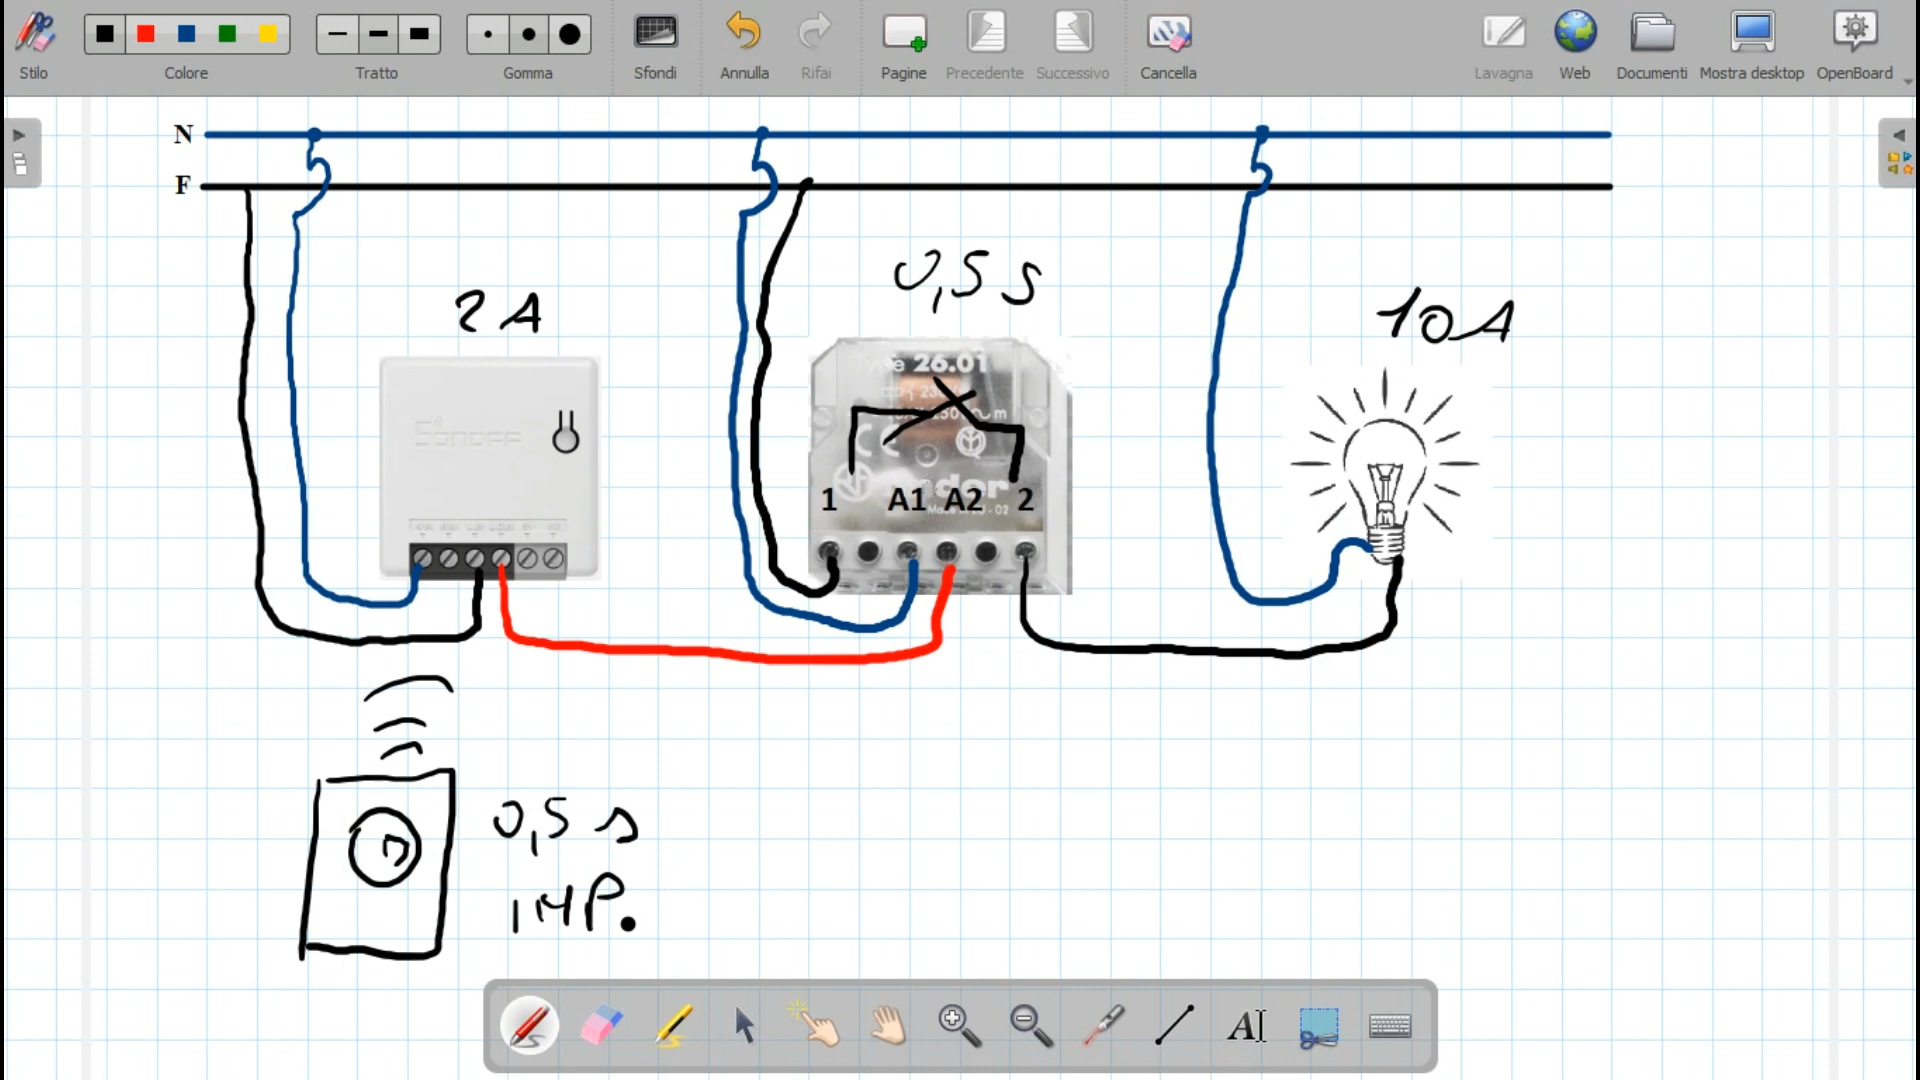 Stilo
Colore
Tratto
Gomma
Sfondi
Annulla
Rifai
Pagine
Precedente
Successivo
Cancella
Lavagna
Web
Documenti
Mostra desktop
OpenBoard
N
F
2A
0,5 s
10A
SONOFF
26.01
1 A1 A2 2
0,5 s
IMP.
A